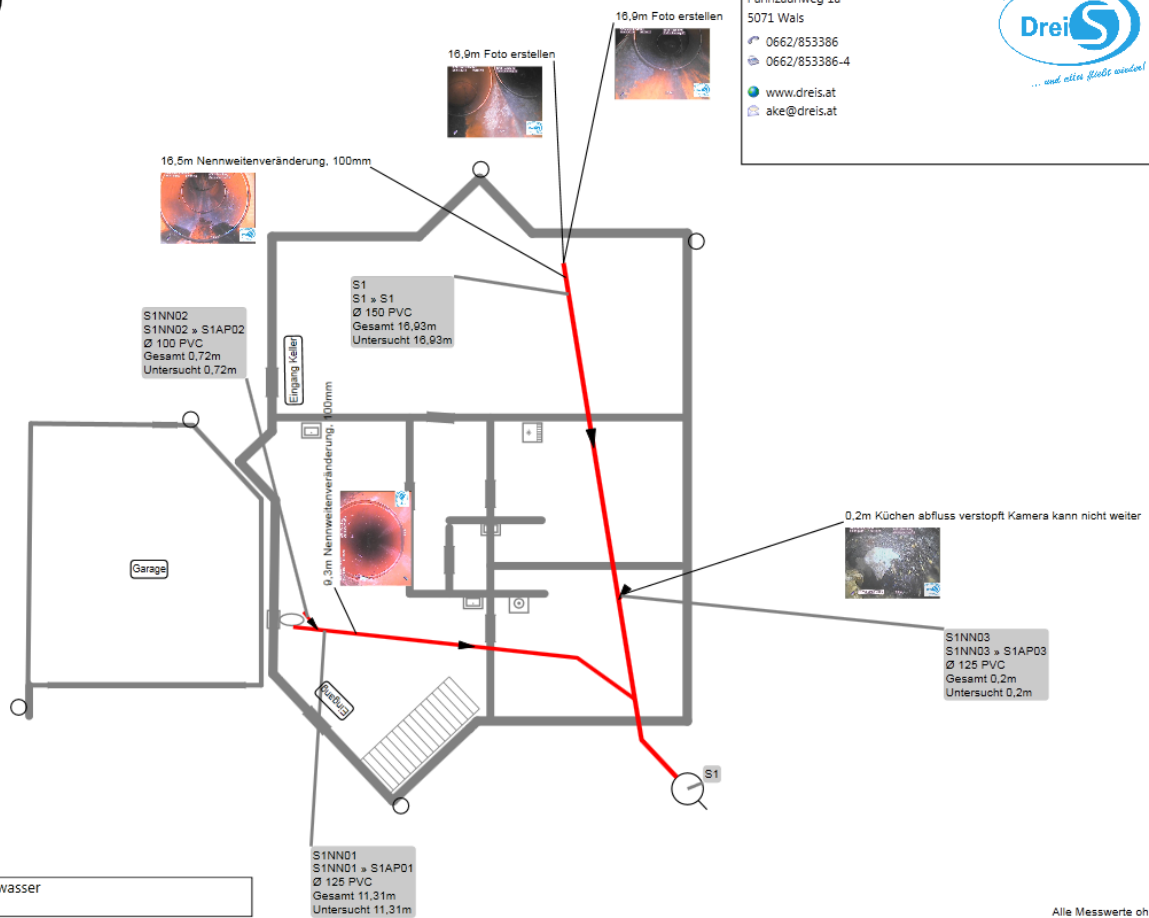 5071 Wals
0662/853386
0662/853386-4
www.dreis.at
ake@dreis.at
DreiS
... und alles fließt wieder!
16,9m Foto erstellen
16,9m Foto erstellen
16,5m Nennweitenveränderung, 100mm
S1
S1 » S1
Ø 150 PVC
Gesamt 16,93m
Untersucht 16,93m
S1NN02
S1NN02 » S1AP02
Ø 100 PVC
Gesamt 0,72m
Untersucht 0,72m
Eingang Keller
9,3m Nennweitenveränderung, 100mm
0,2m Küchen abfluss verstopft Kamera kann nicht weiter
Garage
S1NN03
S1NN03 » S1AP03
Ø 125 PVC
Gesamt 0,2m
Untersucht 0,2m
Eingang
S1
S1NN01
S1NN01 » S1AP01
Ø 125 PVC
Gesamt 11,31m
Untersucht 11,31m
wasser
Alle Messwerte oh